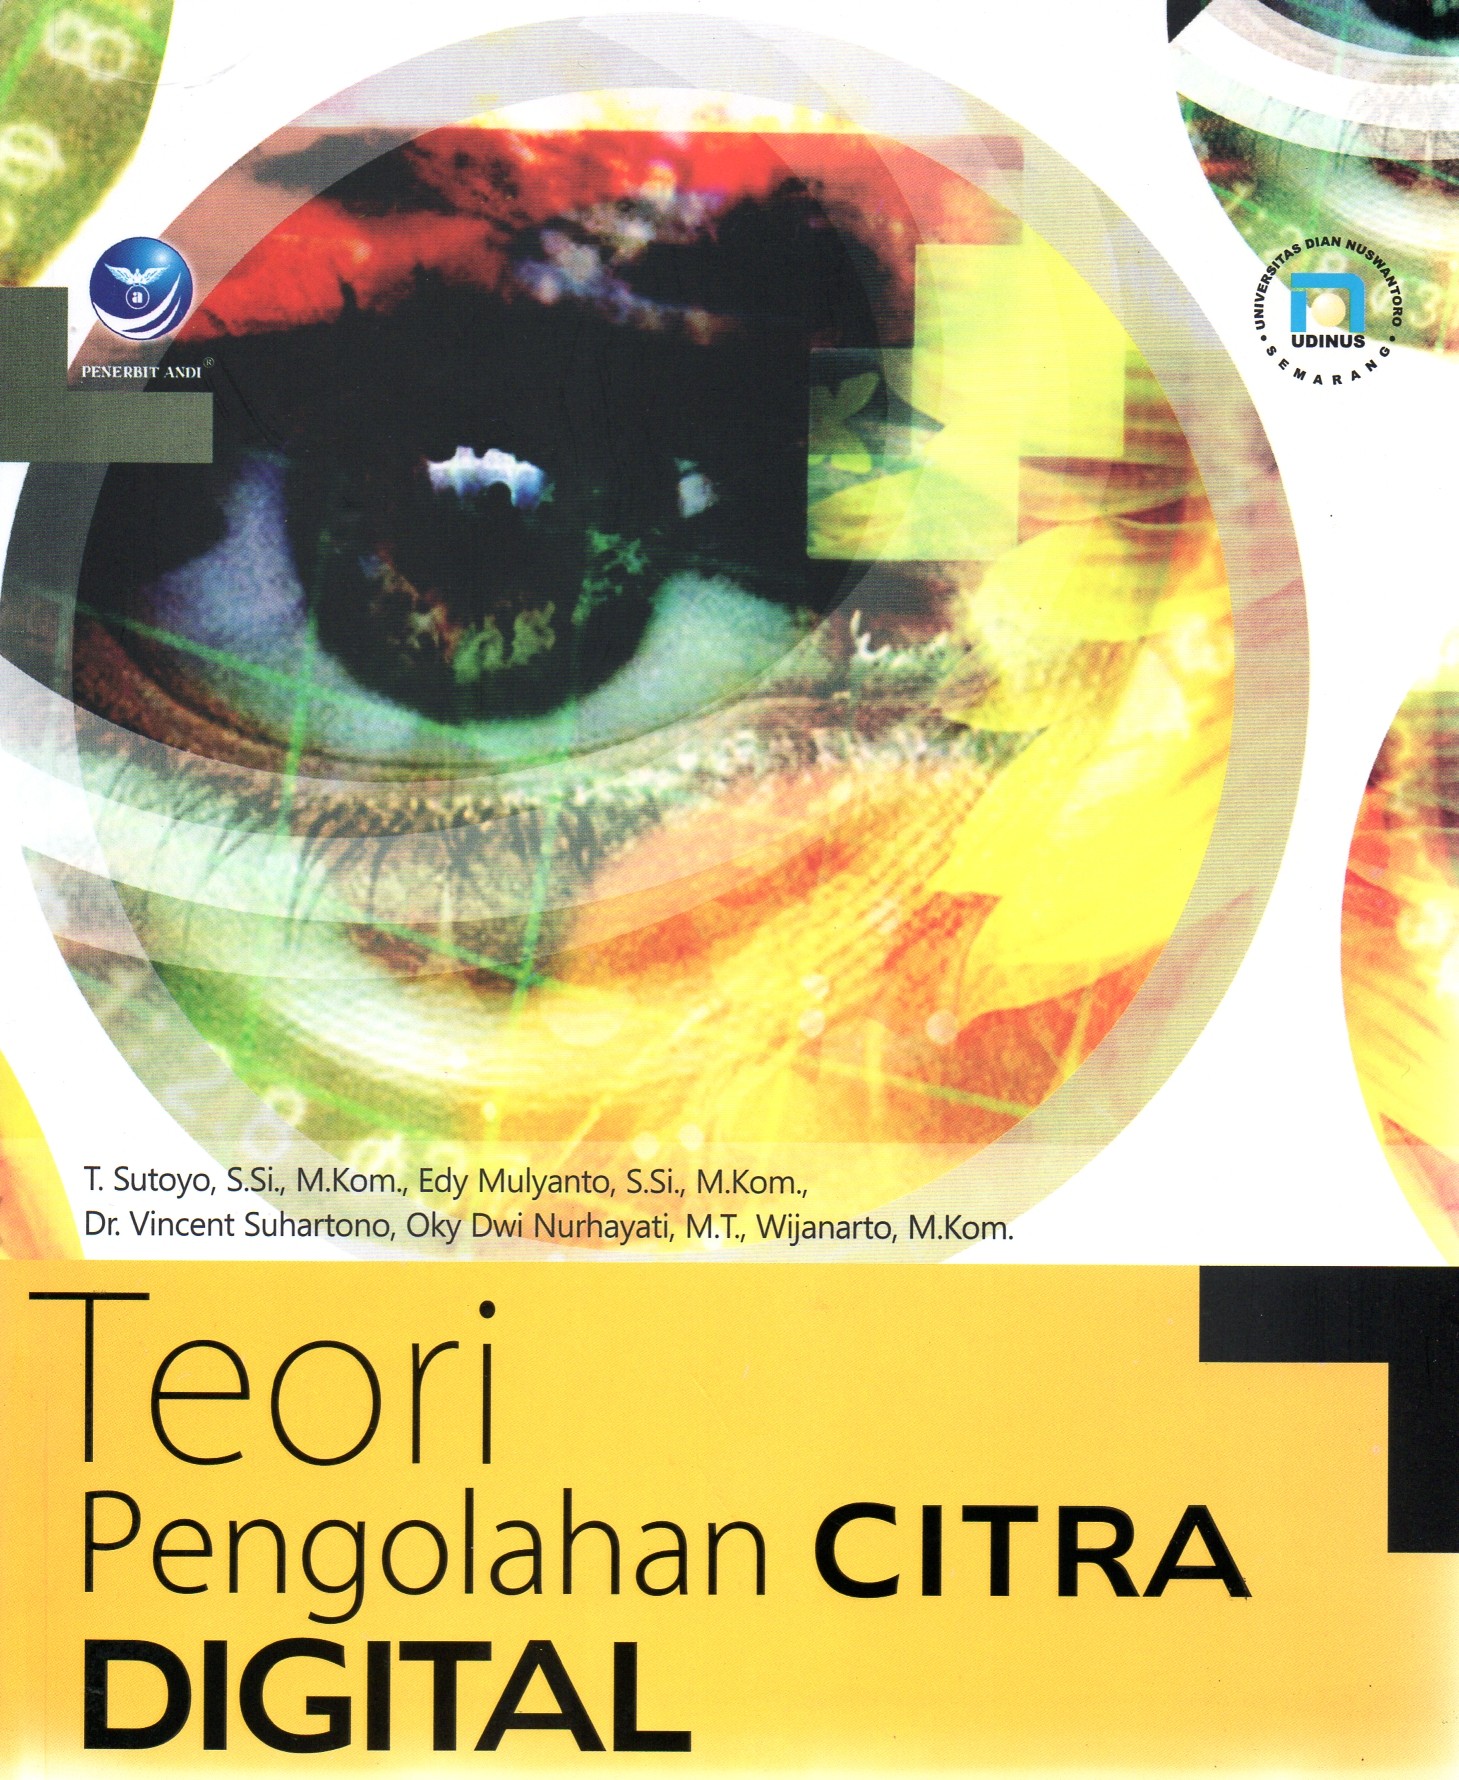 PENERBIT ANDI®
UNIVERSITAS DIAN NUSWANTORO
UDINUS
SEMARANG
T. Sutoyo, S.Si., M.Kom., Edy Mulyanto, S.Si., M.Kom.,
Dr. Vincent Suhartono, Oky Dwi Nurhayati, M.T., Wijanarto, M.Kom.
Teori
Pengolahan CITRA
DIGITAL